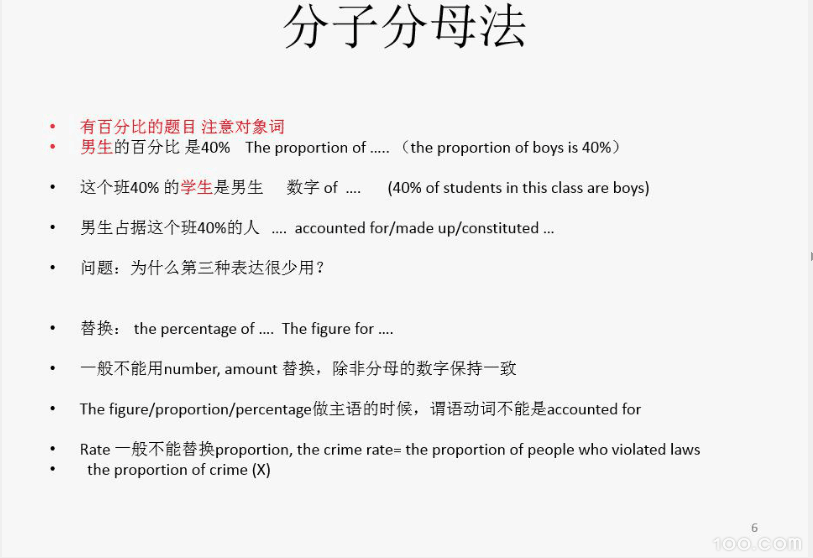 分子分母法
• 有百分比的题目 注意对象词
• 男生的百分比 是40% The proportion of ..... （the proportion of boys is 40%）
• 这个班40% 的学生是男生 数字 of .... (40% of students in this class are boys)
• 男生占据这个班40%的人 .... accounted for/made up/constituted ...
• 问题：为什么第三种表达很少用？
• 替换： the percentage of .... The figure for ....
• 一般不能用number, amount 替换，除非分母的数字保持一致
• The figure/proportion/percentage做主语的时候，谓语动词不能是accounted for
• Rate 一般不能替换proportion, the crime rate= the proportion of people who violated laws
• the proportion of crime (X)
6
100.com